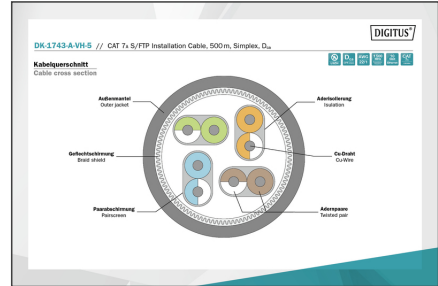 DIGITUS®
DK-1743-A-VH-5 // CAT 7A S/FTP Installation Cable, 500 m, Simplex, Dca
Kabelquerschnitt
Cable cross section
Außenmantel
Outer jacket
Aderisolierung
Insulation
Geflechtschirmung
Braid shield
Cu-Draht
Cu-Wire
Paarabschirmung
Pairscreen
Adernpaare
Twisted pair